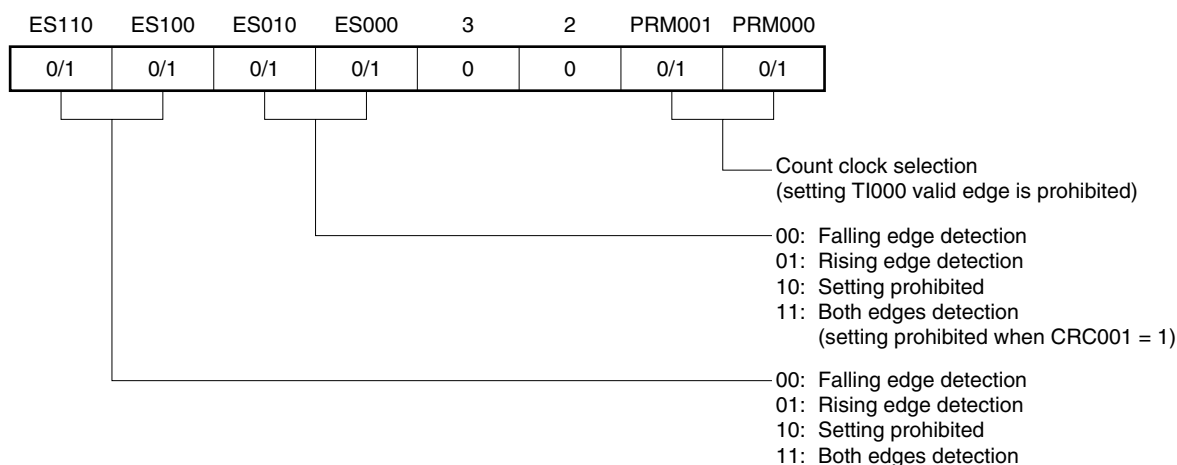 ES110 ES100 ES010 ES000 3 2 PRM001 PRM000
0/1 0/1 0/1 0/1 0 0 0/1 0/1
Count clock selection
(setting TI000 valid edge is prohibited)
00: Falling edge detection
01: Rising edge detection
10: Setting prohibited
11: Both edges detection
(setting prohibited when CRC001 = 1)
00: Falling edge detection
01: Rising edge detection
10: Setting prohibited
11: Both edges detection